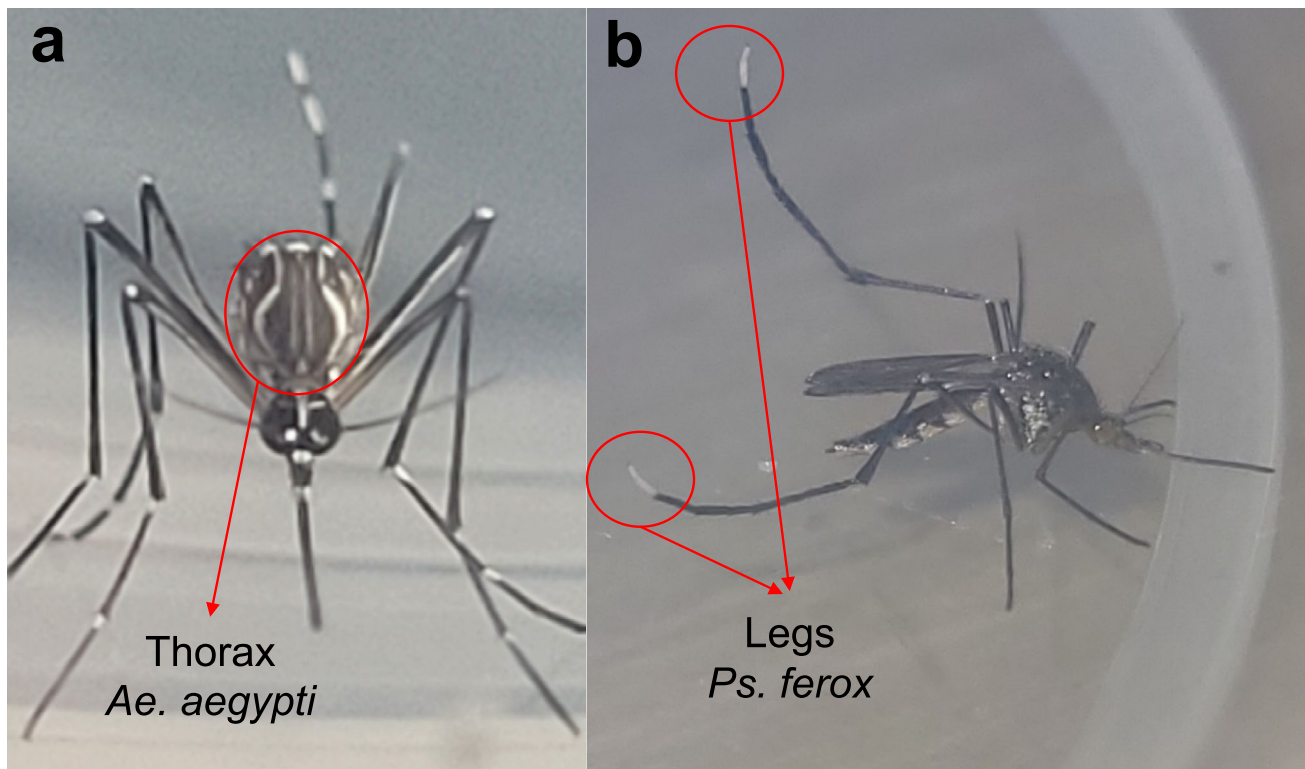 a
Thorax
Ae. aegypti
b
Legs
Ps. ferox